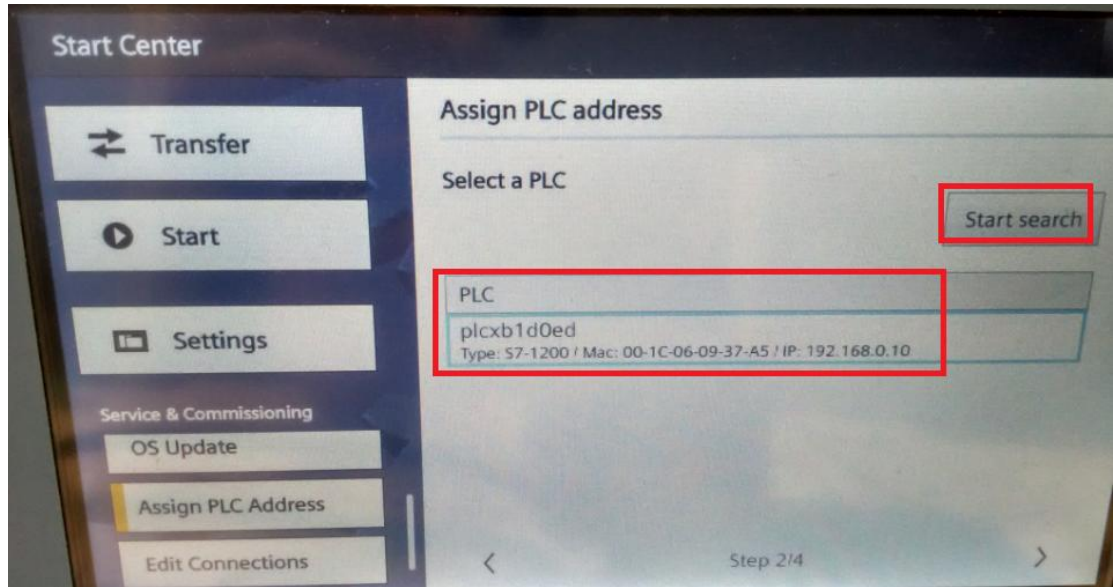 Start Center
Transfer
Start
Settings
Service & Commissioning
OS Update
Assign PLC Address
Edit Connections
Assign PLC address
Select a PLC
Start search
PLC
plcxb1d0ed
Type: S7-1200 / Mac: 00-1C-06-09-37-A5 / IP: 192.168.0.10
Step 2/4